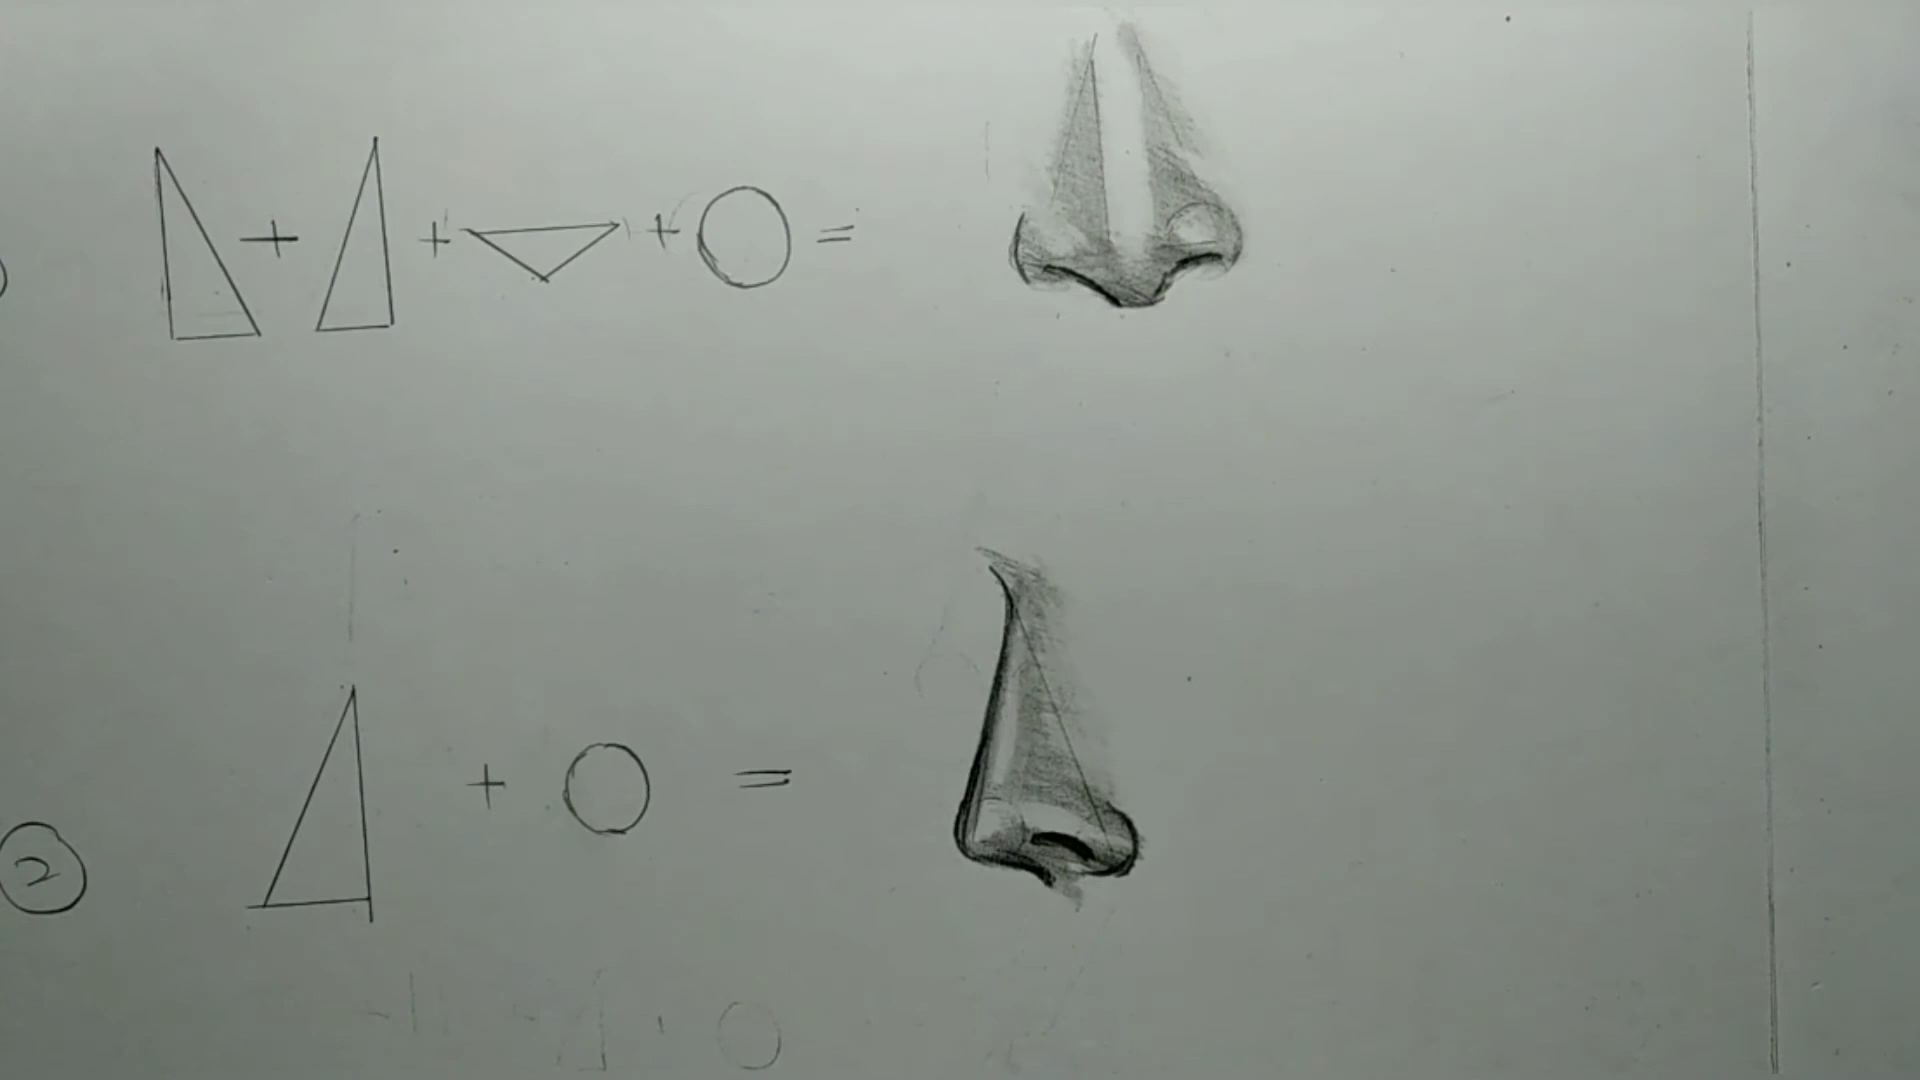 + + + =
② + =